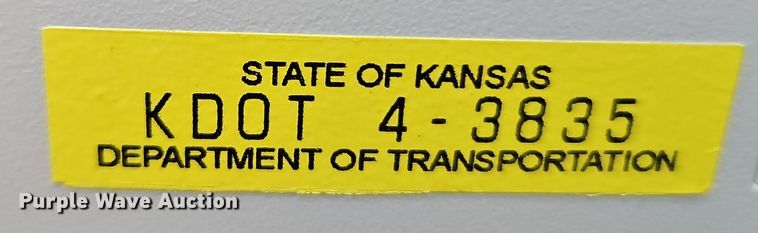 STATE OF KANSAS
KDOT 4-3835
DEPARTMENT OF TRANSPORTATION
Purple Wave Auction